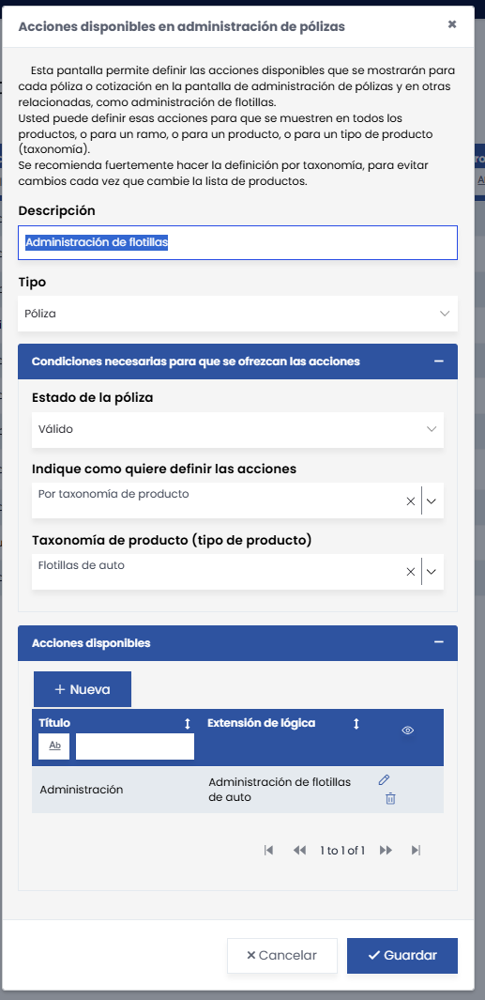 Acciones disponibles en administración de pólizas
Esta pantalla permite definir las acciones disponibles que se mostrarán para
cada póliza o cotización en la pantalla de administración de pólizas y en otras
relacionadas, como administración de flotillas.
Usted puede definir esas acciones para que se muestren en todos los
productos, o para un ramo, o para un producto, o para un tipo de producto
(taxonomía).
Se recomienda fuertemente hacer la definición por taxonomía, para evitar
cambios cada vez que cambie la lista de productos.
Descripción
Administración de flotillas
Tipo
Póliza
Condiciones necesarias para que se ofrezcan las acciones
Estado de la póliza
Válido
Indique como quiere definir las acciones
Por taxonomía de producto
Taxonomía de producto (tipo de producto)
Flotillas de auto
Acciones disponibles
+ Nueva
Título Extensión de lógica
Ab
Administración Administración de flotillas
de auto
1 to 1 of 1
Cancelar Guardar